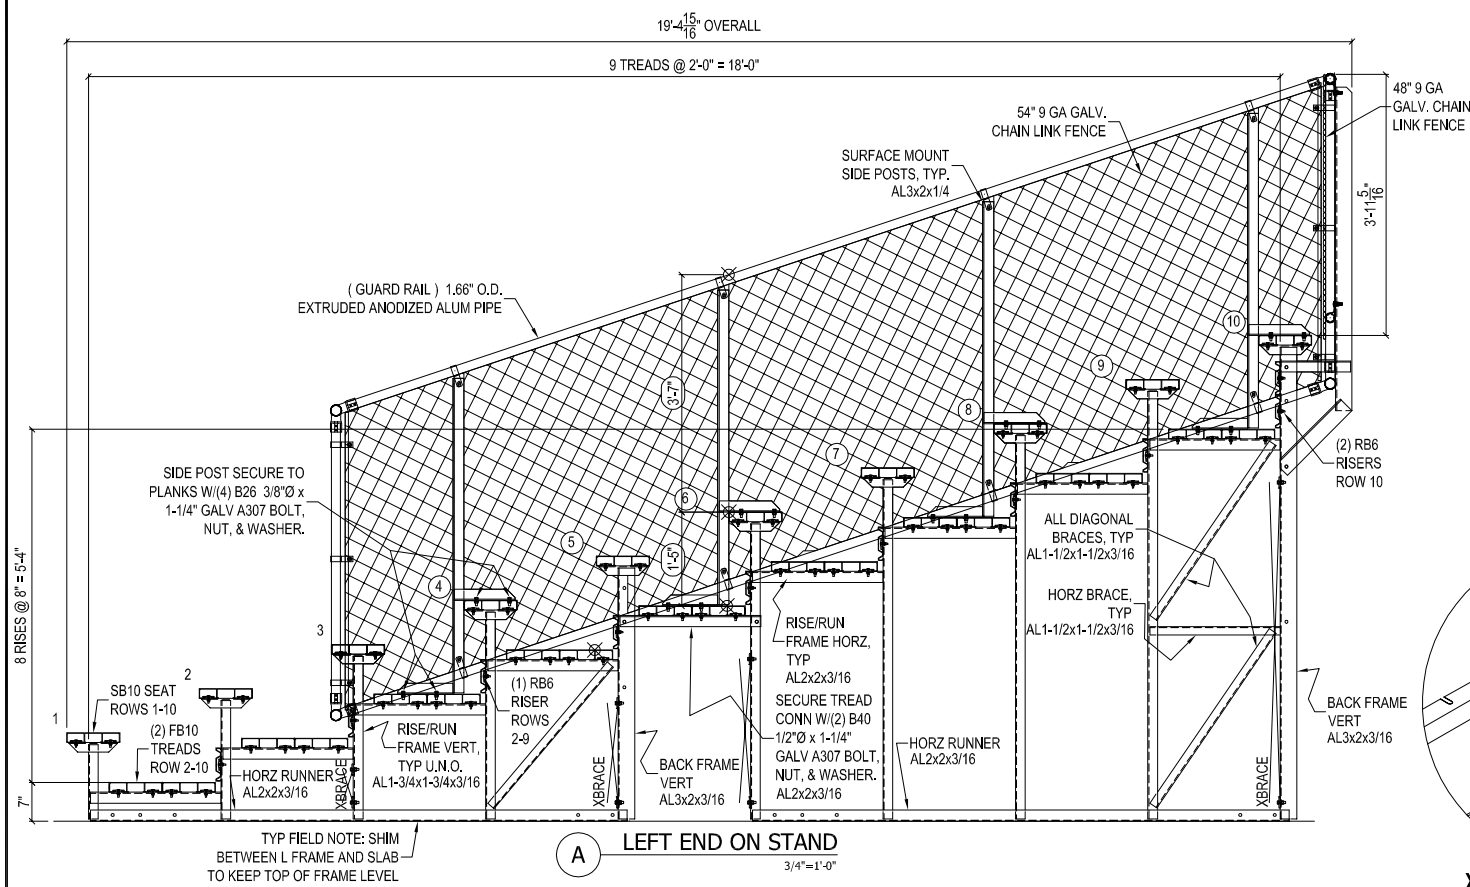 19'-4 15/16" OVERALL
9 TREADS @ 2'-0" = 18'-0"
48" 9 GA
GALV. CHAIN
LINK FENCE
54" 9 GA GALV.
CHAIN LINK FENCE
SURFACE MOUNT
SIDE POSTS, TYP.
AL3x2x1/4
3'-11 5/16"
( GUARD RAIL ) 1.66" O.D.
EXTRUDED ANODIZED ALUM PIPE
10
9
8
7
6
5
4
3
2
1
3'-7"
1'-5"
SIDE POST SECURE TO
PLANKS W/(4) B26 3/8"Ø x
1-1/4" GALV A307 BOLT,
NUT, & WASHER.
(2) RB6
RISERS
ROW 10
ALL DIAGONAL
BRACES, TYP
AL1-1/2x1-1/2x3/16
HORZ BRACE,
TYP
AL1-1/2x1-1/2x3/16
8 RISES @ 8" = 5'-4"
7"
SB10 SEAT
ROWS 1-10
(2) FB10
TREADS
ROW 2-10
HORZ RUNNER
AL2x2x3/16
XBRACE
RISE/RUN
FRAME VERT,
TYP U.N.O.
AL1-3/4x1-3/4x3/16
(1) RB6
RISER
ROWS
2-9
XBRACE
BACK FRAME
VERT
AL3x2x3/16
RISE/RUN
FRAME HORZ,
TYP
AL2x2x3/16
SECURE TREAD
CONN W/(2) B40
1/2"Ø x 1-1/4"
GALV A307 BOLT,
NUT, & WASHER.
AL2x2x3/16
HORZ RUNNER
AL2x2x3/16
XBRACE
BACK FRAME
VERT
AL3x2x3/16
TYP FIELD NOTE: SHIM
BETWEEN L FRAME AND SLAB
TO KEEP TOP OF FRAME LEVEL
A
LEFT END ON STAND
3/4"=1'-0"